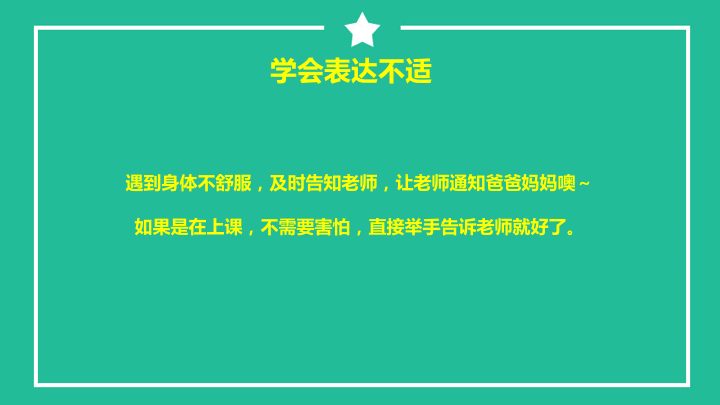 学会表达不适
遇到身体不舒服，及时告知老师，让老师通知爸爸妈妈噢～
如果是在上课，不需要害怕，直接举手告诉老师就好了。